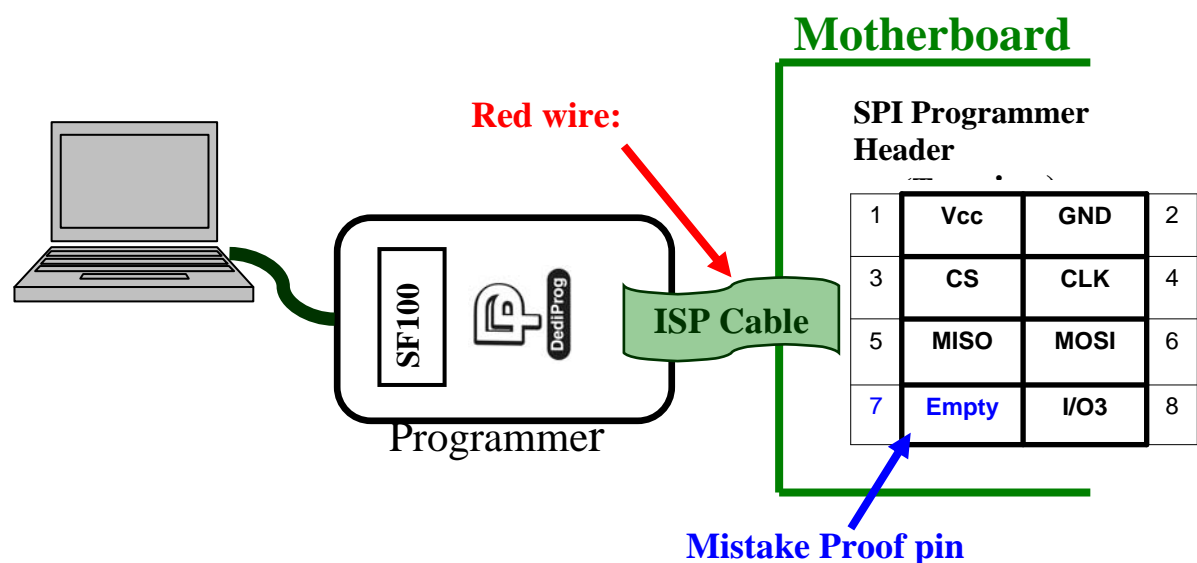 Motherboard
Red wire:
SPI Programmer
Header
1 Vcc GND 2
3 CS CLK 4
5 MISO MOSI 6
7 Empty I/O3 8
SF100
DediProg
ISP Cable
Programmer
Mistake Proof pin